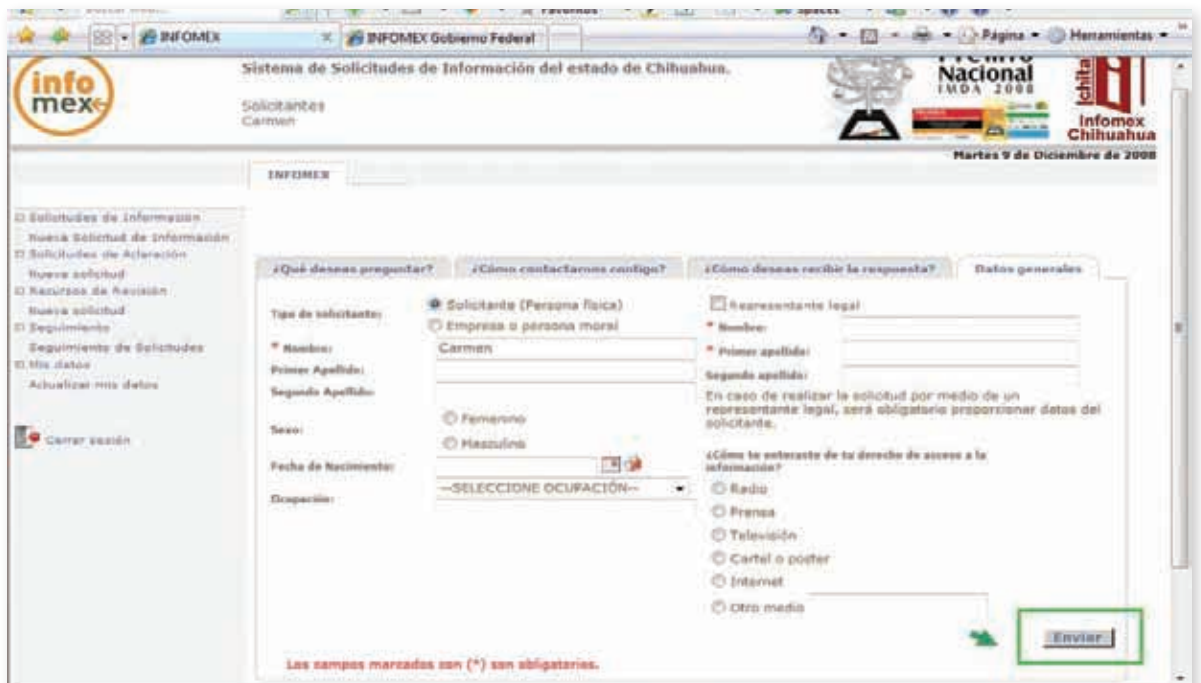 Favoritos
Spaces
INFOMEX
INFOMEX Gobierno Federal
Página
Herramientas
info
mex
Sistema de Solicitudes de Información del estado de Chihuahua.
Solicitantes
Carmen
Premio
Nacional
IMDA 2008
ichitai
Infomex
Chihuahua
Martes 9 de Diciembre de 2008
INFOMEX
Solicitudes de Información
Nueva Solicitud de Información
Solicitudes de Aclaración
Nueva solicitud
Recursos de Revisión
Nueva solicitud
Seguimiento
Seguimiento de Solicitudes
Mis datos
Actualizar mis datos
Cerrar sesión
¿Qué deseas preguntar?
¿Cómo contactarnos contigo?
¿Cómo deseas recibir la respuesta?
Datos generales
Tipo de solicitante:
Solicitante (Persona física)
Empresa o persona moral
* Nombre:
Carmen
Primer Apellido:
Segundo Apellido:
Sexo:
Femenino
Masculino
Fecha de Nacimiento:
Ocupación:
--SELECCIONE OCUPACIÓN--
Representante legal
* Nombre:
* Primer apellido:
Segundo apellido:
En caso de realizar la solicitud por medio de un
representante legal, será obligatorio proporcionar datos del
solicitante.
¿Cómo te enteraste de tu derecho de acceso a la
información?
Radio
Prensa
Televisión
Cartel o poster
Internet
Otro medio
Enviar
Los campos marcados con (*) son obligatorios.